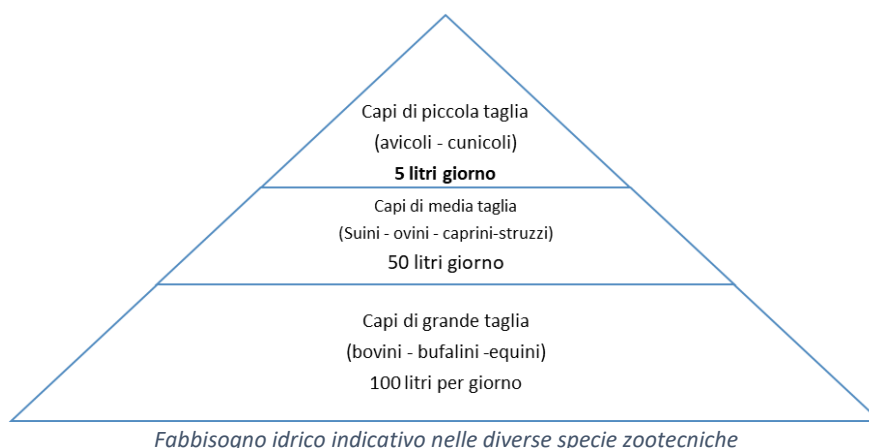 Capi di piccola taglia
(avicoli - cunicoli)
5 litri giorno
Capi di media taglia
(Suini - ovini - caprini-struzzi)
50 litri giorno
Capi di grande taglia
(bovini - bufalini -equini)
100 litri per giorno
Fabbisogno idrico indicativo nelle diverse specie zootecniche